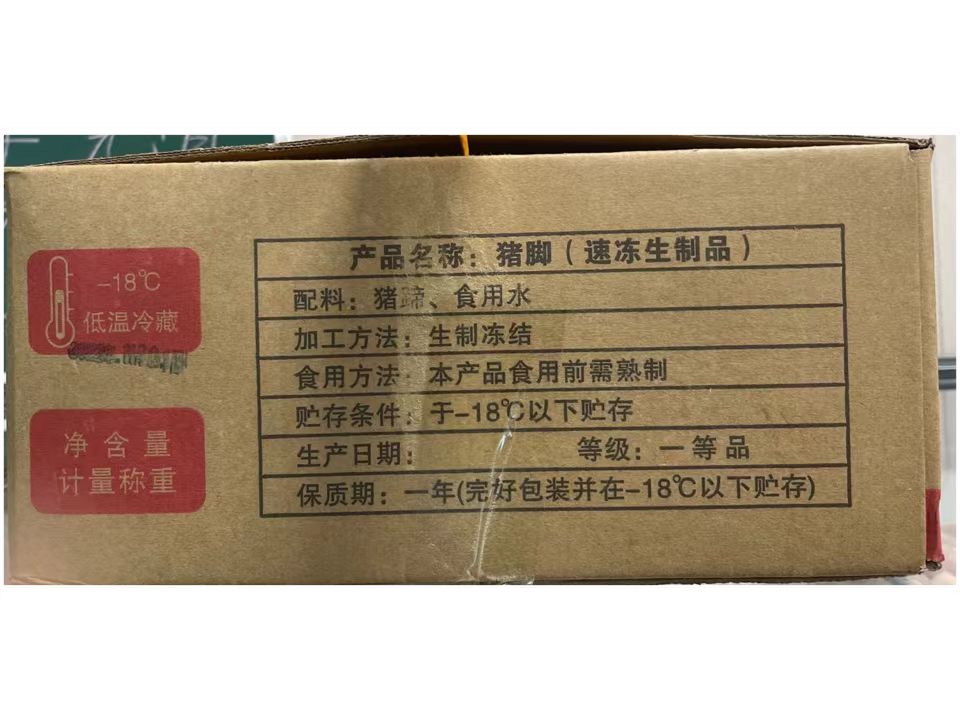 -18℃
低温冷藏
净含量
计量称重
产品名称：猪脚（速冻生制品）
配料：猪蹄、食用水
加工方法：生制冻结
食用方法：本产品食用前需熟制
贮存条件：于-18℃以下贮存
生产日期： 等级：一等品
保质期：一年(完好包装并在-18℃以下贮存)